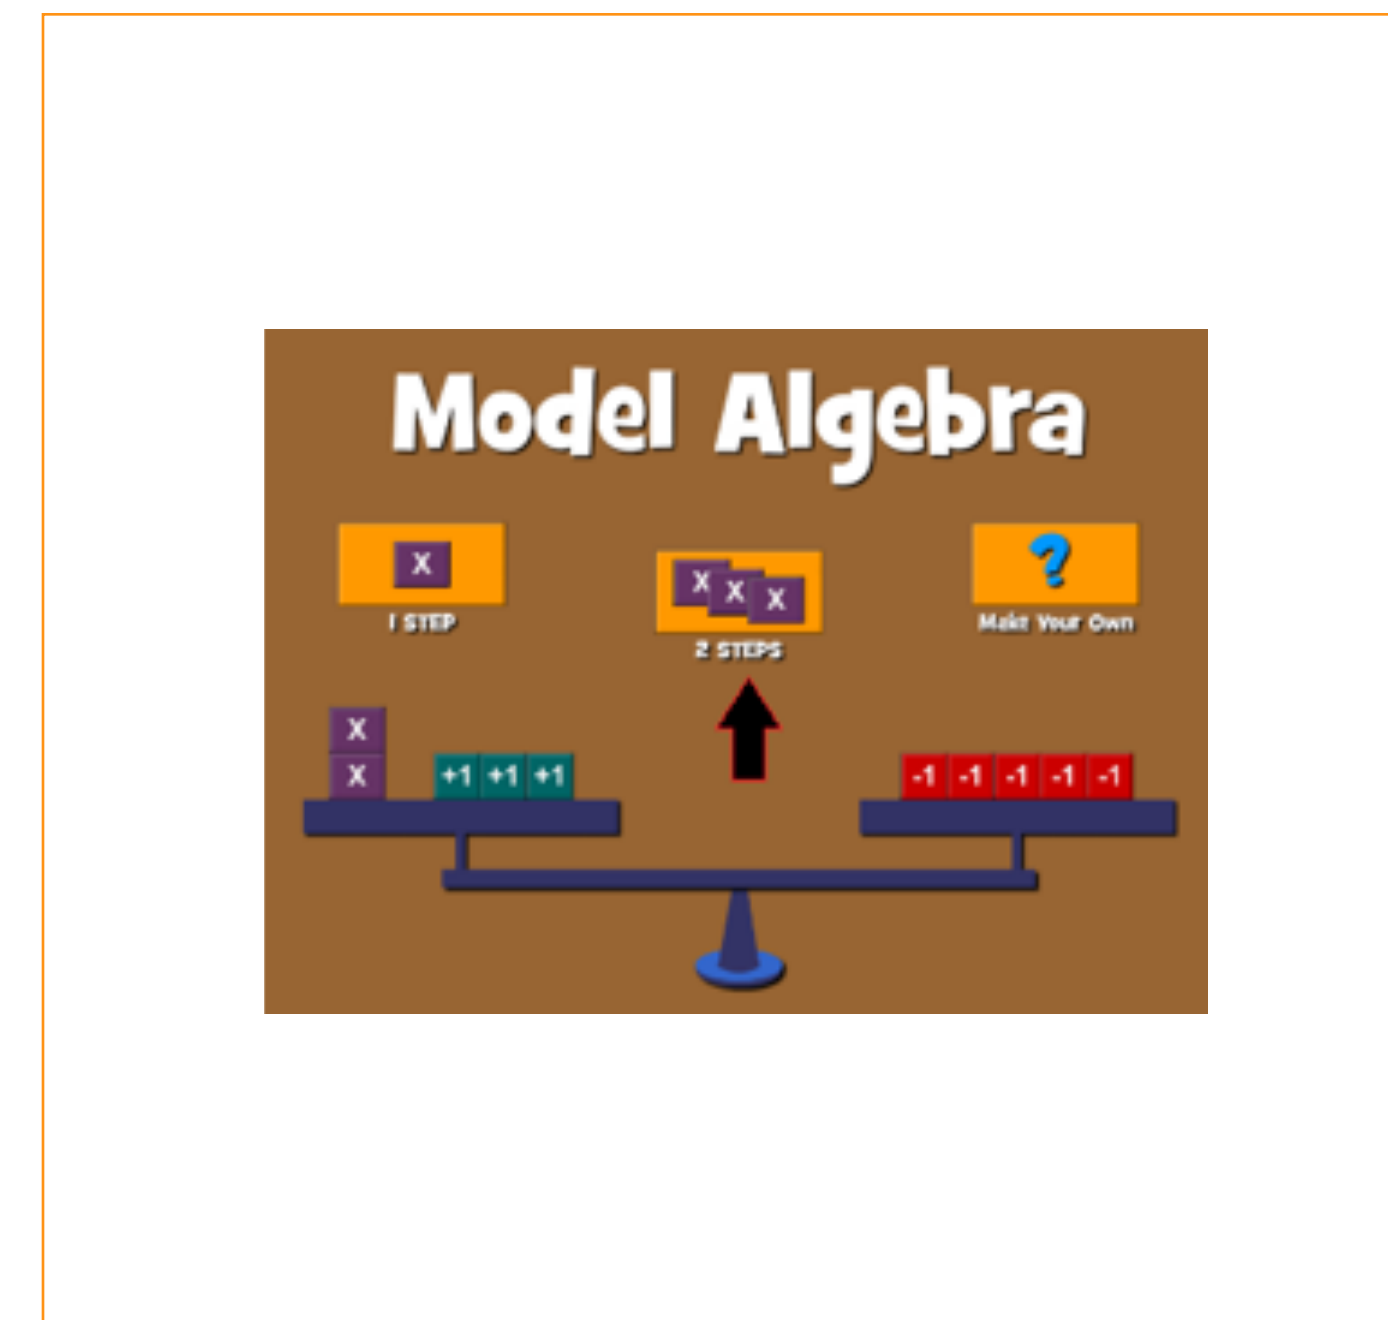 Model Algebra
X
1 STEP
X X X
2 STEPS
?
Make Your Own
X
X
+1 +1 +1
-1 -1 -1 -1 -1